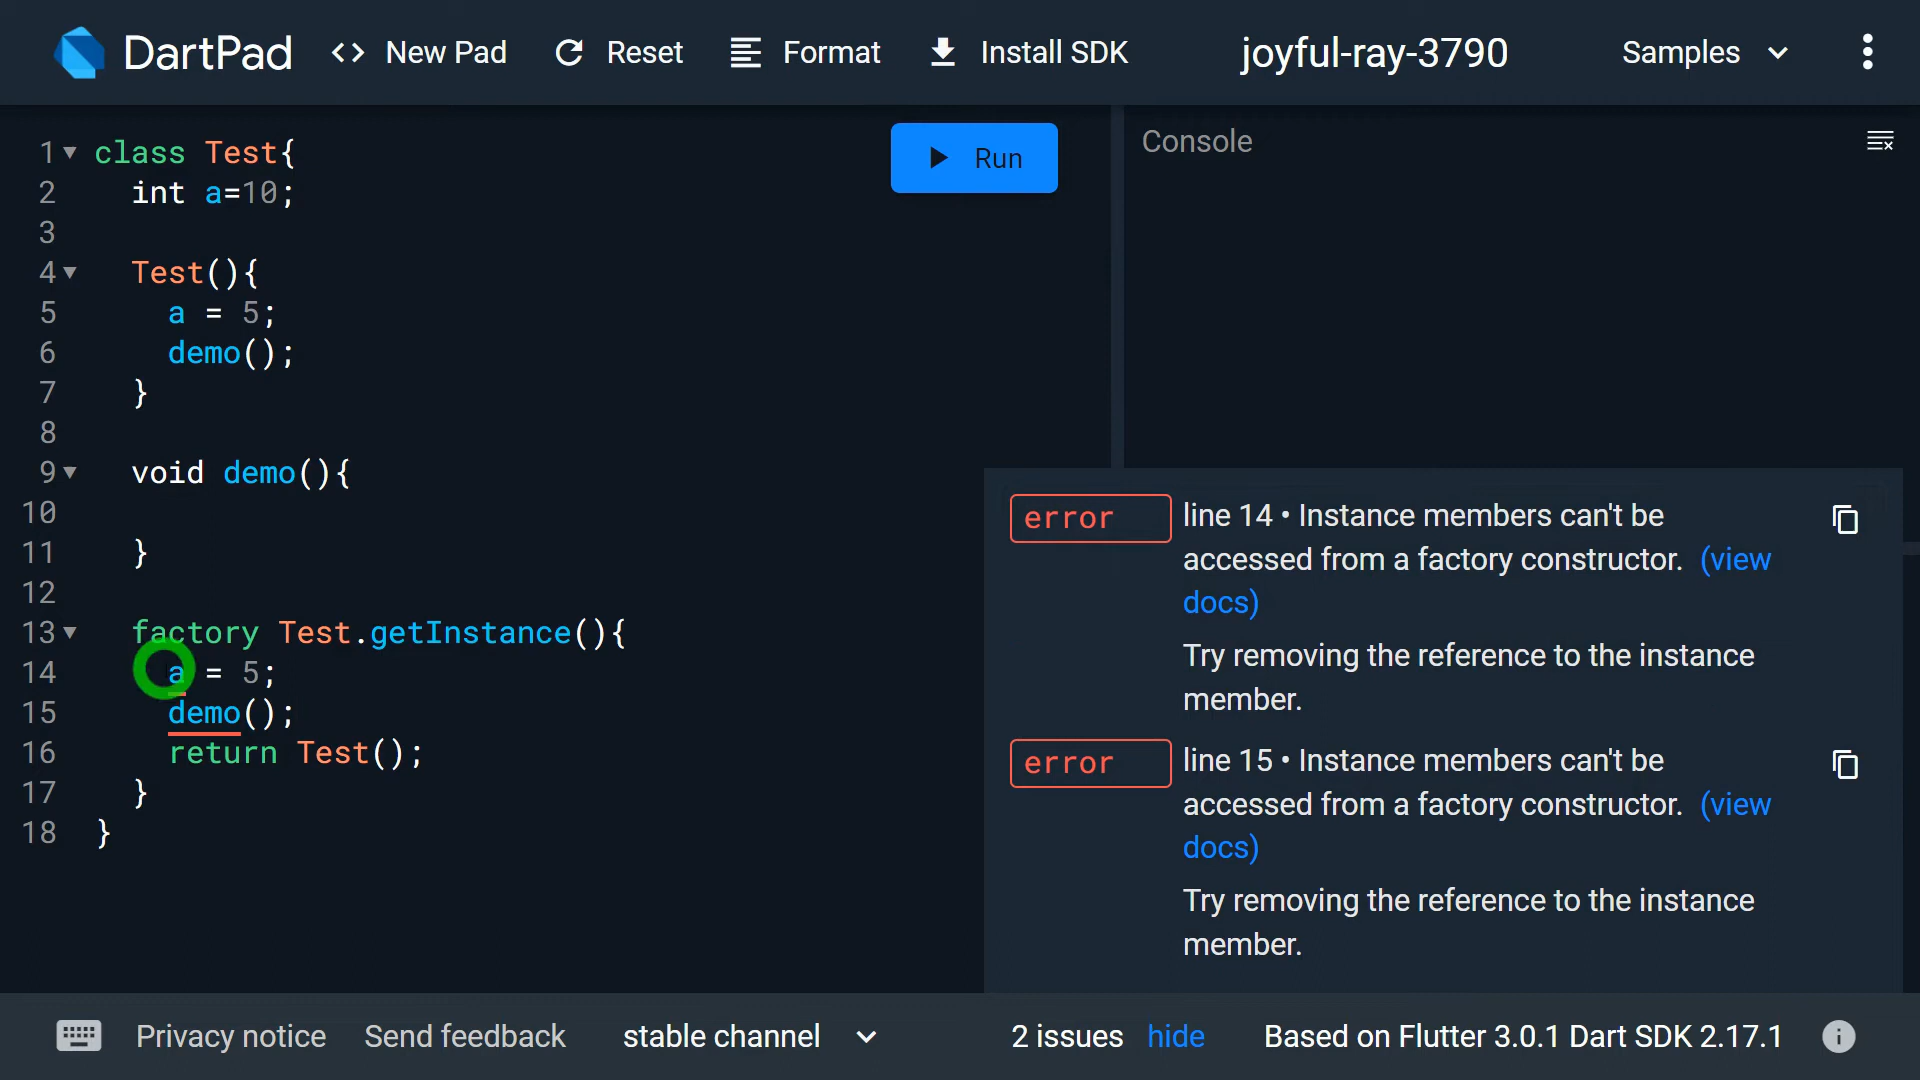 DartPad <> New Pad Reset Format Install SDK joyful-ray-3790 Samples
1 class Test{
2 int a=10;
3
4 Test(){
5 a = 5;
6 demo();
7 }
8
9 void demo(){
10
11 }
12
13 factory Test.getInstance(){
14 a = 5;
15 demo();
16 return Test();
17 }
18 }
Run
Console
error line 14 • Instance members can't be
accessed from a factory constructor. (view
docs)
Try removing the reference to the instance
member.
error line 15 • Instance members can't be
accessed from a factory constructor. (view
docs)
Try removing the reference to the instance
member.
Privacy notice Send feedback stable channel 2 issues hide Based on Flutter 3.0.1 Dart SDK 2.17.1